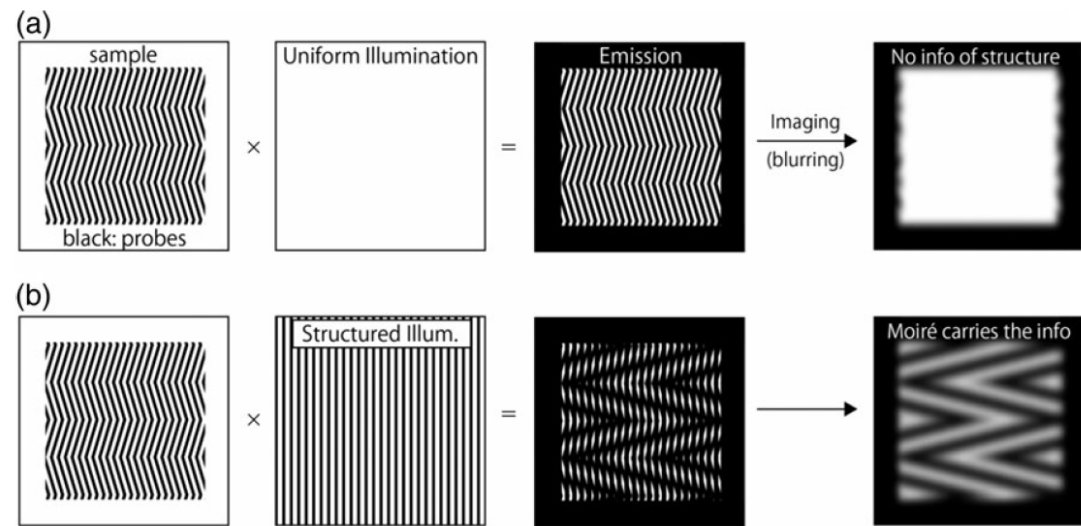 (a)
sample
black: probes
×
Uniform Illumination
=
Emission
Imaging
(blurring)
No info of structure
(b)
×
Structured Illum.
=
Moiré carries the info